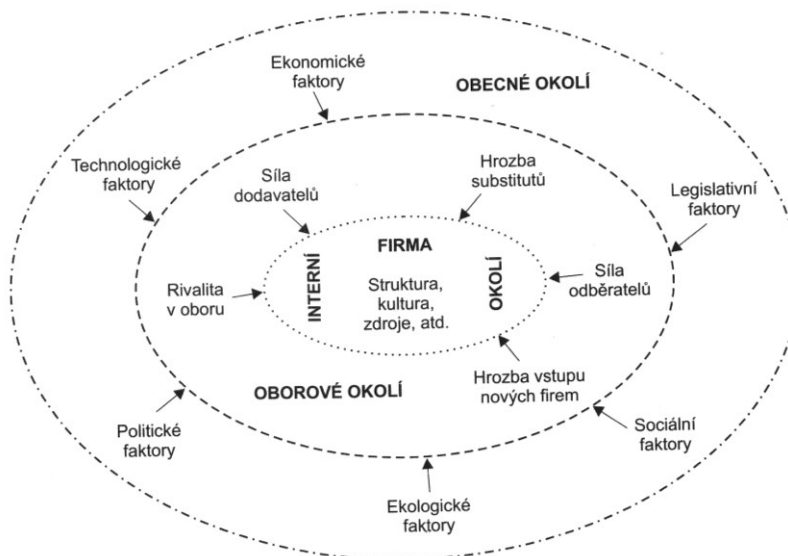 Ekonomické
faktory
OBECNÉ OKOLÍ
Technologické
faktory
Síla
dodavatelů
Hrozba
substitutů
Legislativní
faktory
FIRMA
INTERNÍ
OKOLÍ
Struktura,
kultura,
zdroje, atd.
Rivalita
v oboru
Síla
odběratelů
OBOROVÉ OKOLÍ
Hrozba vstupu
nových firem
Politické
faktory
Sociální
faktory
Ekologické
faktory